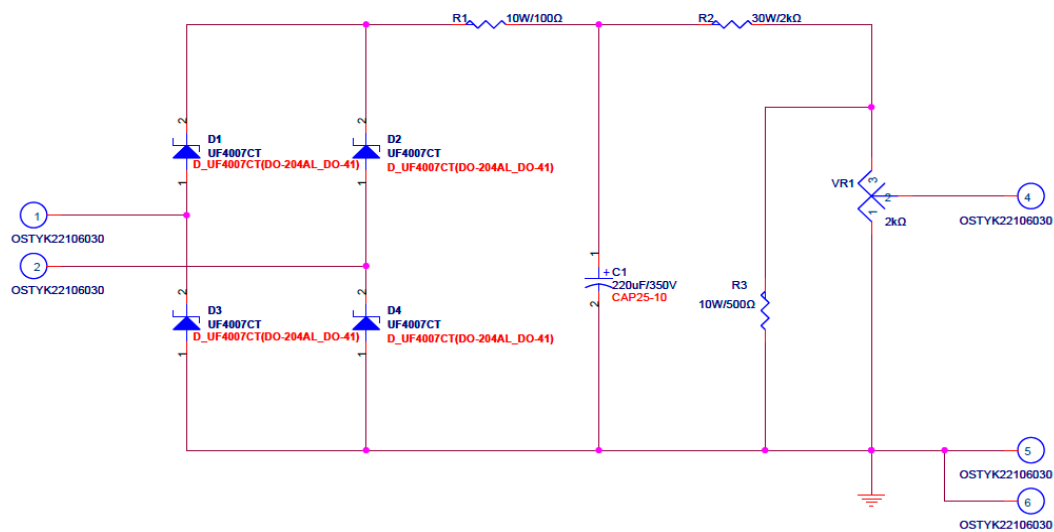 R1 10W/100Ω
R2 30W/2kΩ
2
D1
UF4007CT
D_UF4007CT(DO-204AL_DO-41)
1
2
D2
UF4007CT
D_UF4007CT(DO-204AL_DO-41)
1
VR1
3
2
1
2kΩ
4
OSTYK22106030
1
OSTYK22106030
2
OSTYK22106030
1
+
C1
220uF/350V
CAP25-10
2
R3
10W/500Ω
2
D3
UF4007CT
D_UF4007CT(DO-204AL_DO-41)
1
2
D4
UF4007CT
D_UF4007CT(DO-204AL_DO-41)
1
5
OSTYK22106030
6
OSTYK22106030